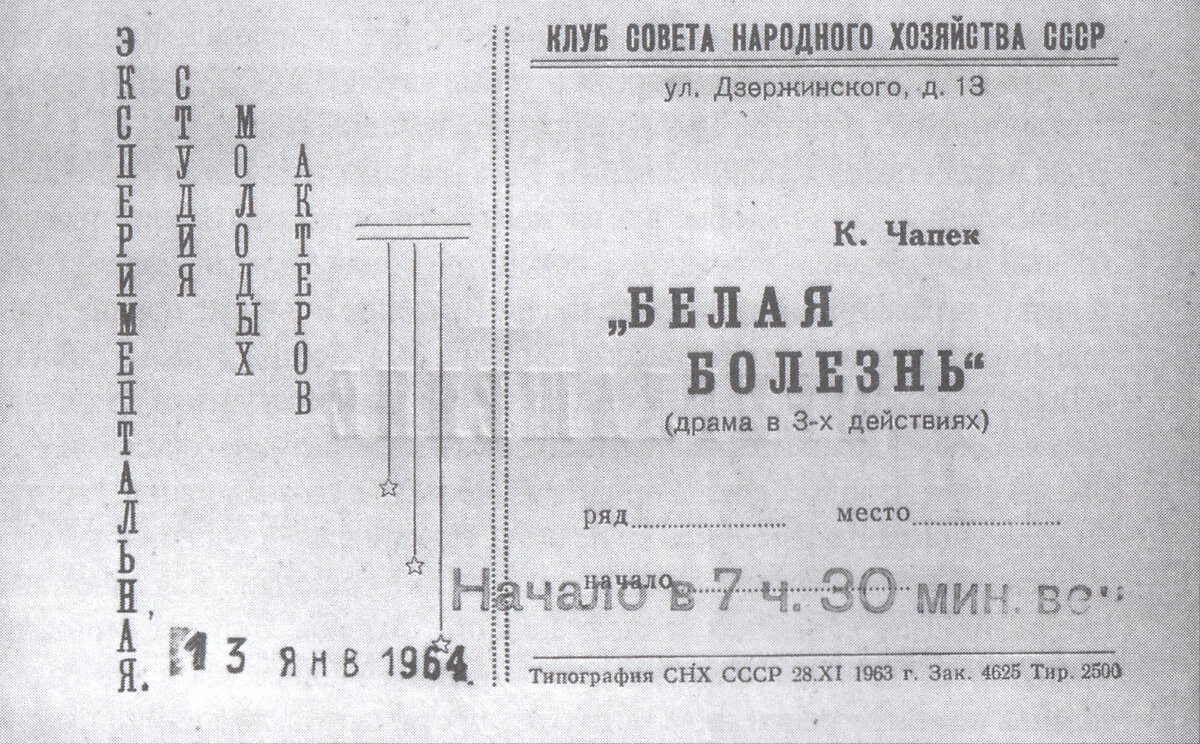 ЭКСПЕРИМЕНТАЛЬНАЯ.
СТУДИЯ
МОЛОДЫХ
АКТЕРОВ
13 ЯНВ 1964.
КЛУБ СОВЕТА НАРОДНОГО ХОЗЯЙСТВА СССР
ул. Дзержинского, д. 13
К. Чапек
„БЕЛАЯ
БОЛЕЗНЬ“
(драма в 3-х действиях)
ряд место
начало
Начало в 7 ч. 30 мин.
Типография СНХ СССР 28.XI 1963 г. Зак. 4625 Тир. 2500